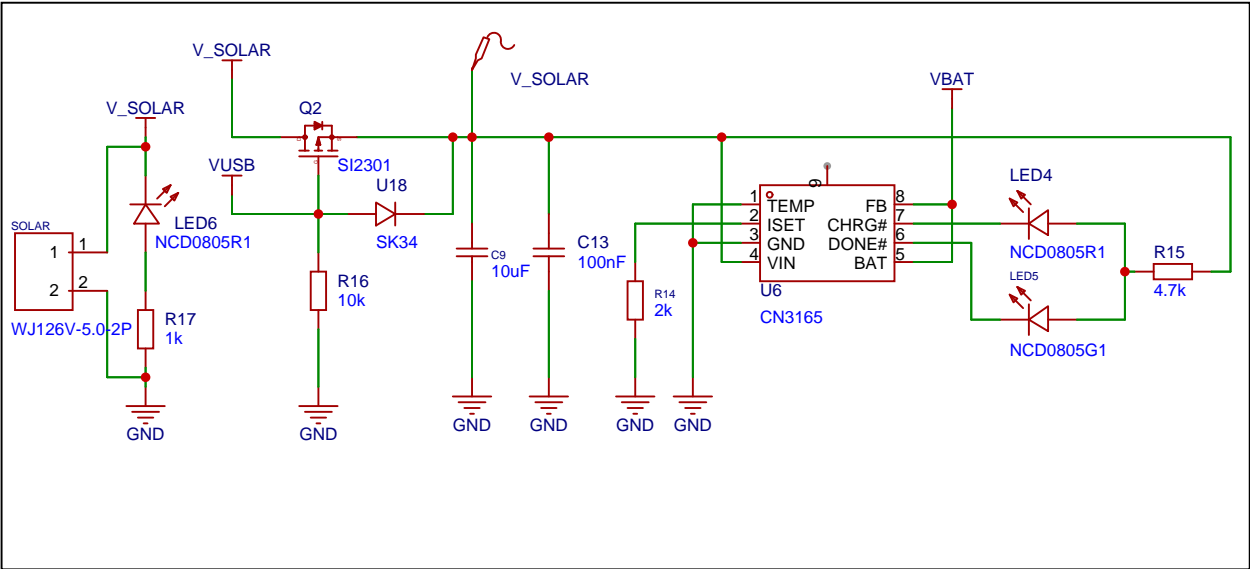 V_SOLAR
V_SOLAR
VBAT
V_SOLAR
Q2
SI2301
VUSB
U18
SK34
LED6
NCD0805R1
SOLAR
1
1
2
2
WJ126V-5.0-2P
R17
1k
GND
R16
10k
GND
C9
10uF
GND
C13
100nF
GND
R14
2k
GND
GND
9
1
TEMP
2
ISET
3
GND
4
VIN
8
FB
7
CHRG#
6
DONE#
5
BAT
U6
CN3165
LED4
NCD0805R1
LED5
NCD0805G1
R15
4.7k